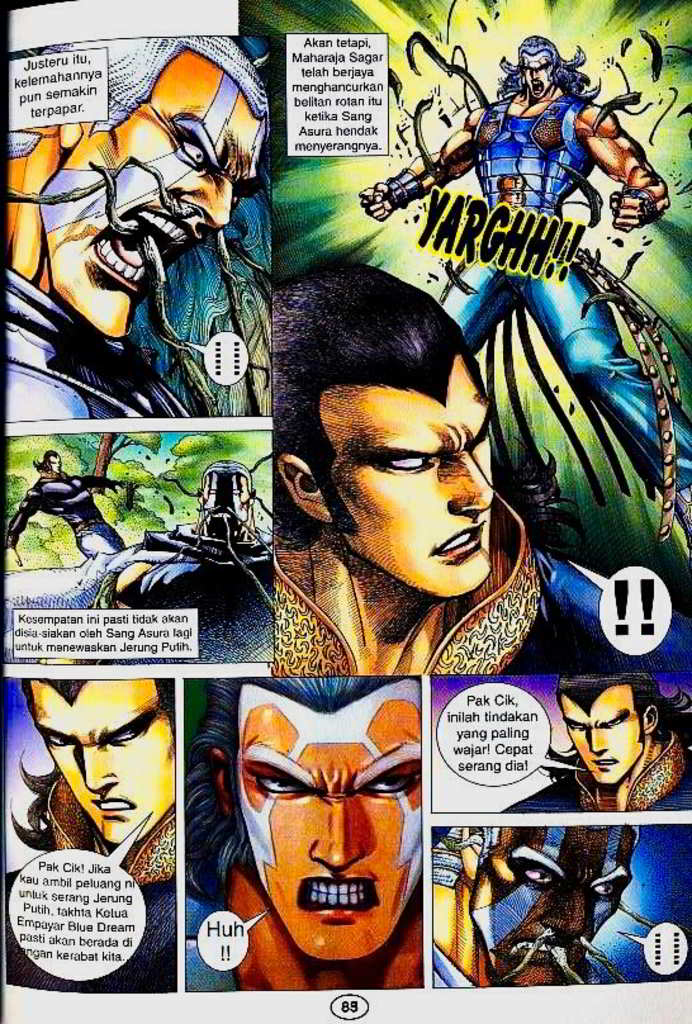 Justeru itu,
kelemahannya
pun semakin
terpapar.
!!
Akan tetapi,
Maharaja Sagar
telah berjaya
menghancurkan
belitan rotan itu
ketika Sang
Asura hendak
menyerangnya.
YARGHH!!
!!
Kesempatan ini pasti tidak akan
disia-siakan oleh Sang Asura lagi
untuk menewaskan Jerung Putih.
Pak Cik! Jika
kau ambil peluang ni
untuk serang Jerung
Putih, takhta Ketua
Empayar Blue Dream
pasti akan berada di
kerabat kita.
Huh
!!
Pak Cik,
inilah tindakan
yang paling
wajar! Cepat
serang dia!
!!
85